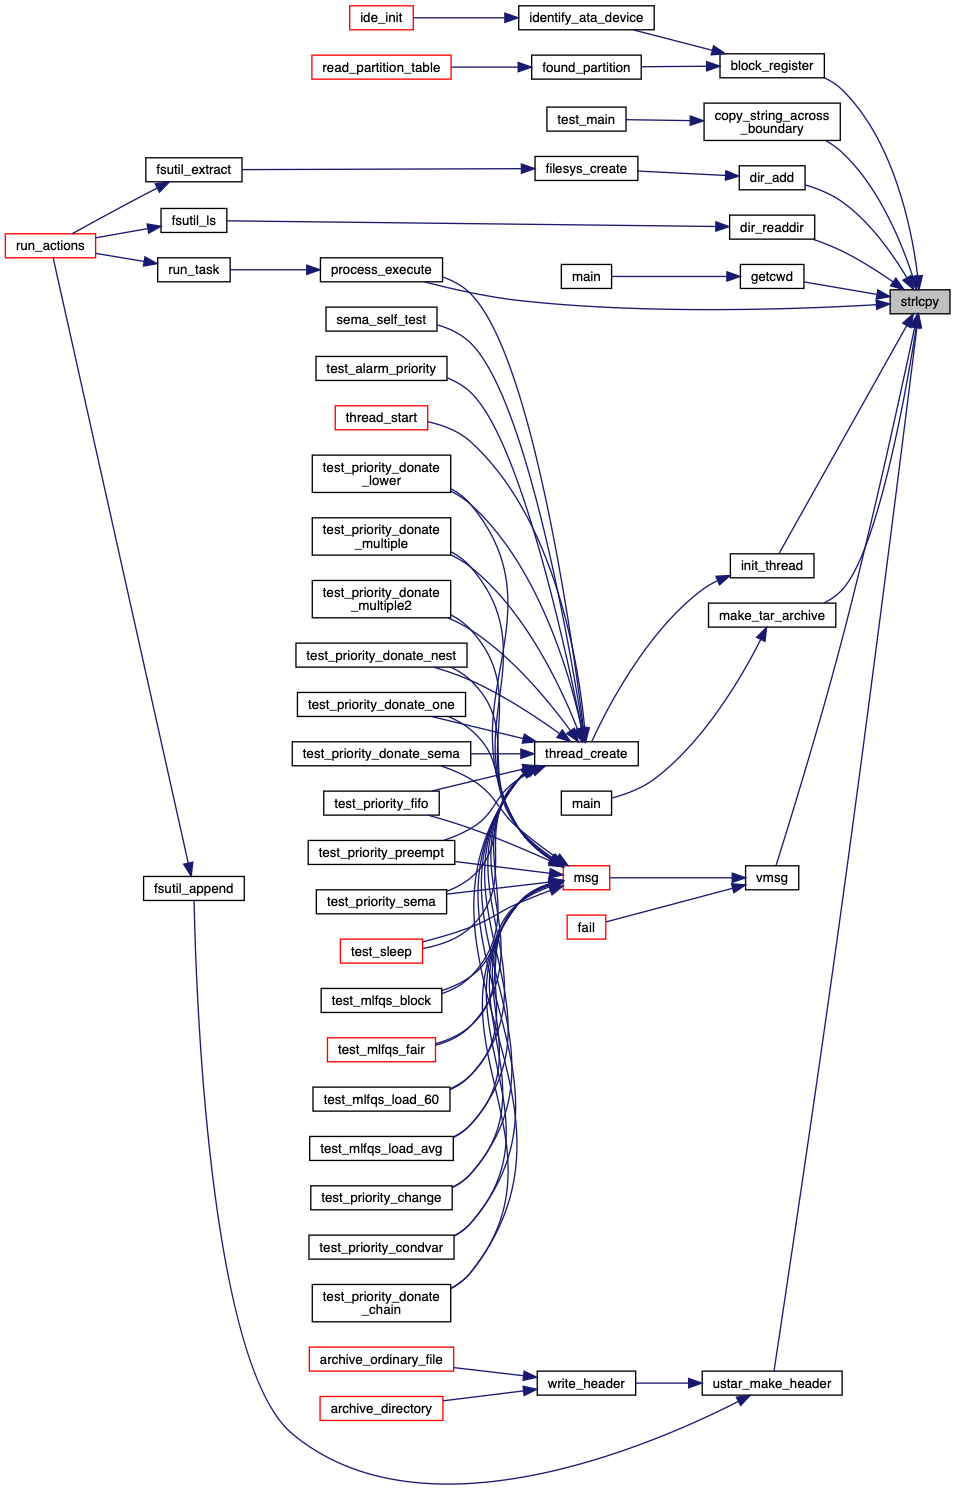 ide_init
identify_ata_device
read_partition_table
found_partition
block_register
test_main
copy_string_across
_boundary
fsutil_extract
filesys_create
dir_add
fsutil_ls
dir_readdir
run_actions
run_task
process_execute
main
getcwd
strlcpy
sema_self_test
test_alarm_priority
thread_start
test_priority_donate
_lower
test_priority_donate
_multiple
init_thread
test_priority_donate
_multiple2
make_tar_archive
test_priority_donate_nest
test_priority_donate_one
test_priority_donate_sema
thread_create
test_priority_fifo
main
test_priority_preempt
msg
vmsg
fsutil_append
test_priority_sema
fail
test_sleep
test_mlfqs_block
test_mlfqs_fair
test_mlfqs_load_60
test_mlfqs_load_avg
test_priority_change
test_priority_condvar
test_priority_donate
_chain
archive_ordinary_file
write_header
ustar_make_header
archive_directory